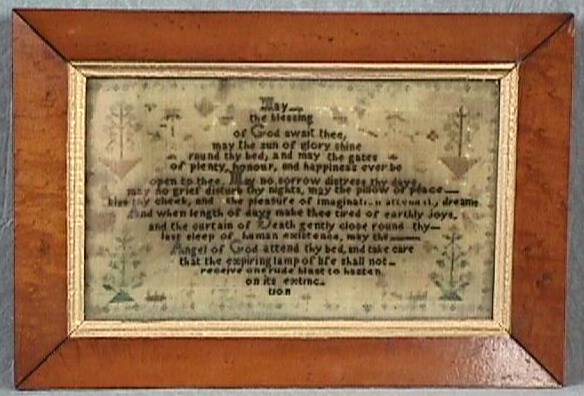 May
the blessing
of God await thee,
may the sun of glory shine
round thy bed; and may the gates
of plenty, honour, and happiness ever be
open to thee. May no sorrow distress thy days,
may no grief disturb thy nights, may the pillow of peace
kiss thy cheek, and the pleasure of imagination attend thy dreams
And when length of days make thee tired of earthly joys,
and the curtain of Death gently close round thy
last sleep of human existence, may the
Angel of God attend thy bed, and take care
that the expiring lamp of life shall not
receive one rude blast to hasten
on its extinc
tion